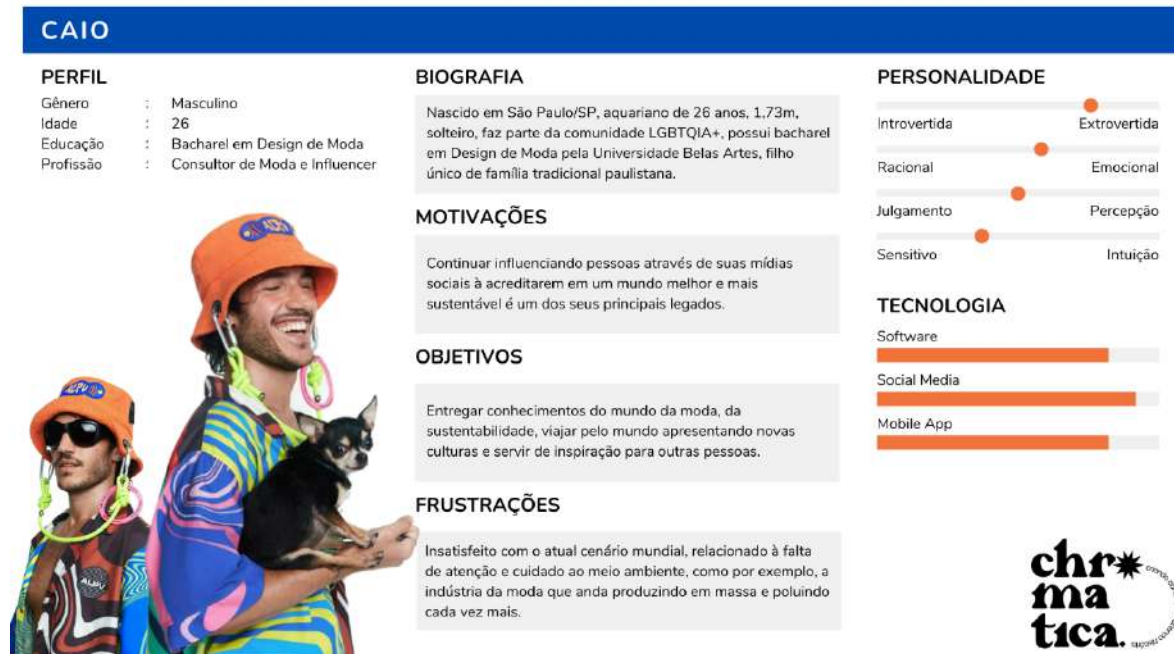 CAIO
PERFIL
Gênero : Masculino
Idade : 26
Educação : Bacharel em Design de Moda
Profissão : Consultor de Moda e Influencer
BIOGRAFIA
Nascido em São Paulo/SP, aquariano de 26 anos, 1,73m,
solteiro, faz parte da comunidade LGBTQIA+, possui bacharel
em Design de Moda pela Universidade Belas Artes, filho
único de família tradicional paulistana.
MOTIVAÇÕES
Continuar influenciando pessoas através de suas mídias
sociais à acreditarem em um mundo melhor e mais
sustentável é um dos seus principais legados.
OBJETIVOS
Entregar conhecimentos do mundo da moda, da
sustentabilidade, viajar pelo mundo apresentando novas
culturas e servir de inspiração para outras pessoas.
FRUSTRAÇÕES
Insatisfeito com o atual cenário mundial, relacionado à falta
de atenção e cuidado ao meio ambiente, como por exemplo, a
indústria da moda que anda produzindo em massa e poluindo
cada vez mais.
PERSONALIDADE
Introvertida Extrovertida
Racional Emocional
Julgamento Percepção
Sensitivo Intuição
TECNOLOGIA
Software
Social Media
Mobile App
chr
ma
tica.